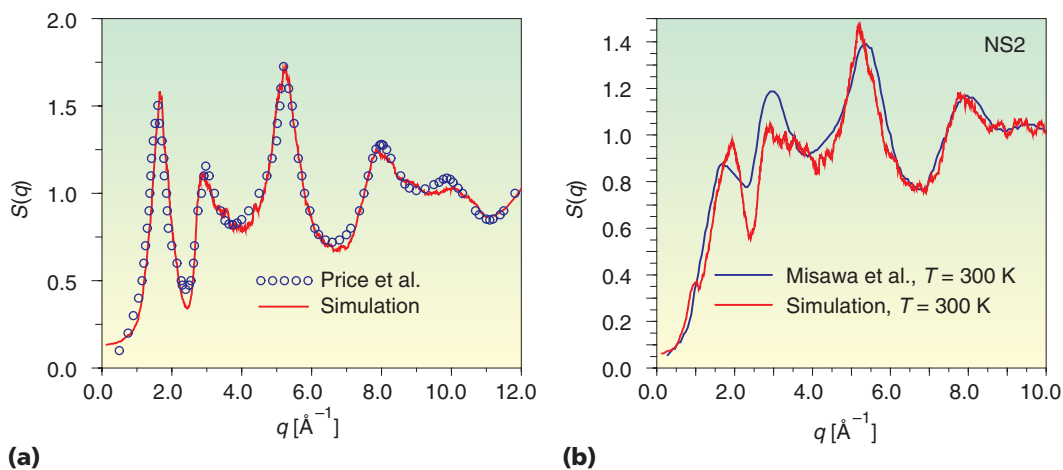 2.0
1.5
1.0
0.5
0.0
S(q)
Price et al.
Simulation
0.0
2.0
4.0
6.0
8.0
10.0
12.0
q [Å⁻¹]
(a)
NS2
1.4
1.2
1.0
0.8
0.6
0.4
0.2
0.0
S(q)
Misawa et al., T = 300 K
Simulation, T = 300 K
0.0
2.0
4.0
6.0
8.0
10.0
q [Å⁻¹]
(b)